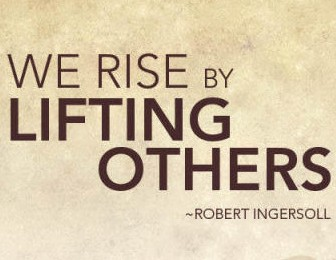 WE RISE BY
LIFTING
OTHERS
~ROBERT INGERSOLL